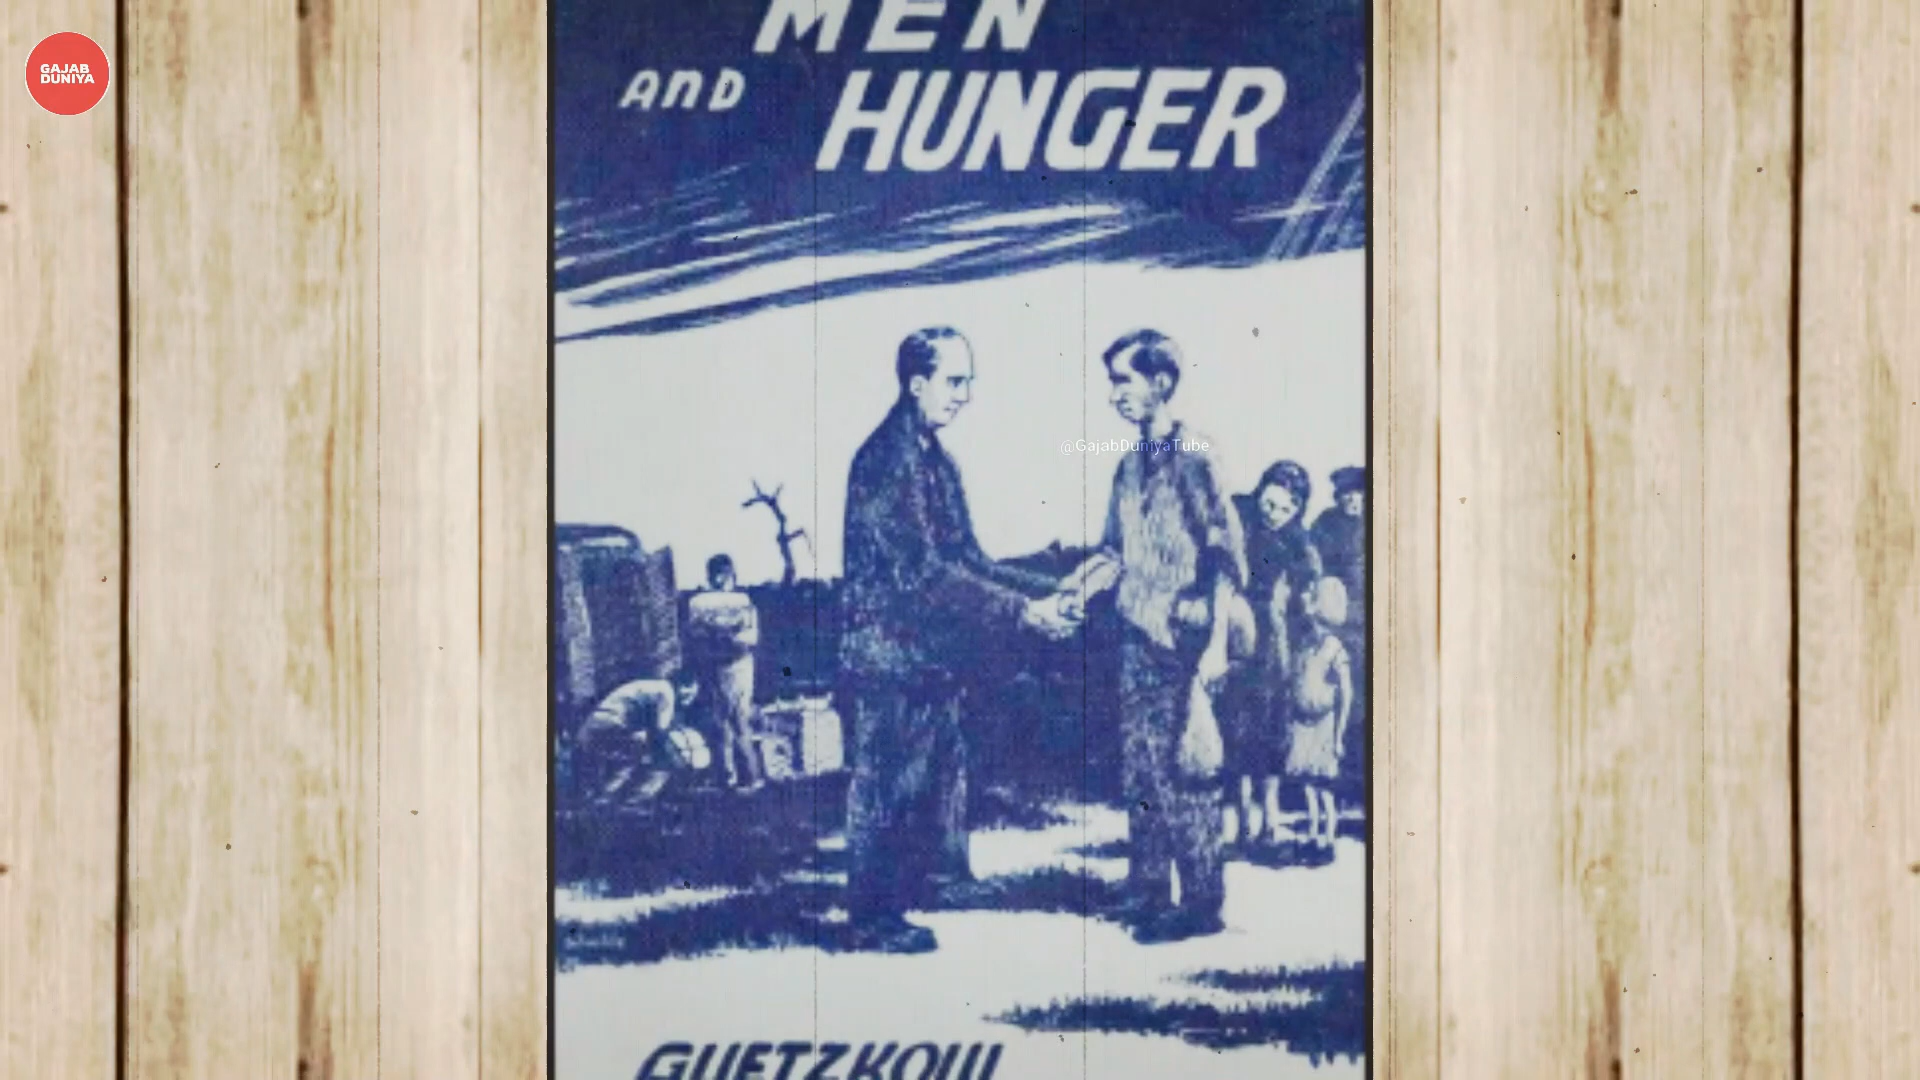 GAJAB
DUNIYA
MEN
AND HUNGER
@GajabDuniyaTube
GUETZKOW